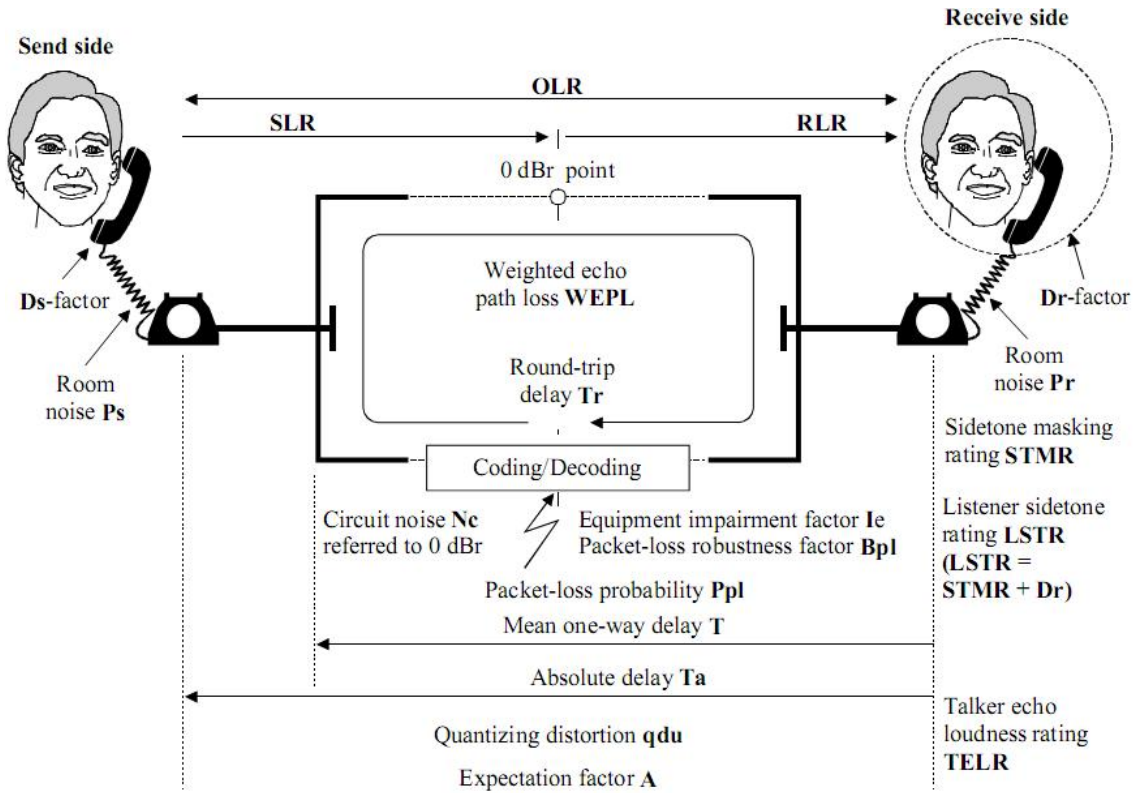 Receive side
Send side
OLR
SLR
RLR
0 dBr point
Weighted echo
path loss WEPL
Ds-factor
Dr-factor
Round-trip
delay Tr
Room
noise Ps
Room
noise Pr
Sidetone masking
rating STMR
Coding/Decoding
Listener sidetone
rating LSTR
(LSTR =
STMR + Dr)
Circuit noise Nc
referred to 0 dBr
Equipment impairment factor Ie
Packet-loss robustness factor Bpl
Packet-loss probability Ppl
Mean one-way delay T
Absolute delay Ta
Talker echo
loudness rating
TELR
Quantizing distortion qdu
Expectation factor A